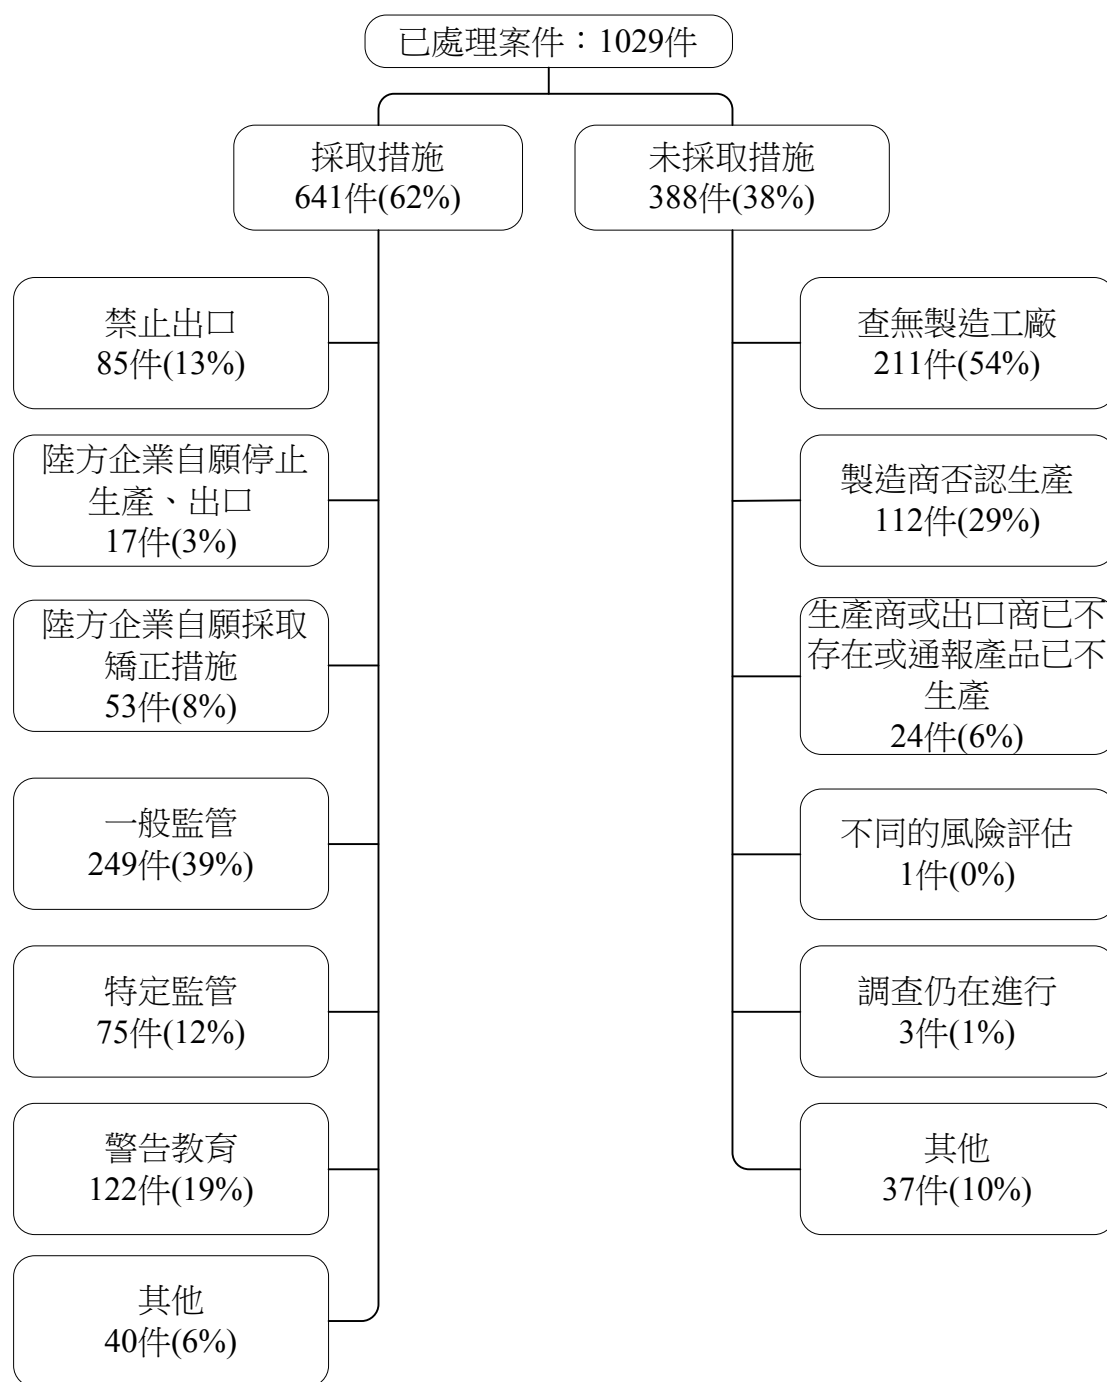 已處理案件：1029件
採取措施
641件(62%)
未採取措施
388件(38%)
禁止出口
85件(13%)
陸方企業自願停止
生產、出口
17件(3%)
陸方企業自願採取
矯正措施
53件(8%)
一般監管
249件(39%)
特定監管
75件(12%)
警告教育
122件(19%)
其他
40件(6%)
查無製造工廠
211件(54%)
製造商否認生產
112件(29%)
生產商或出口商已不
存在或通報產品已不
生產
24件(6%)
不同的風險評估
1件(0%)
調查仍在進行
3件(1%)
其他
37件(10%)